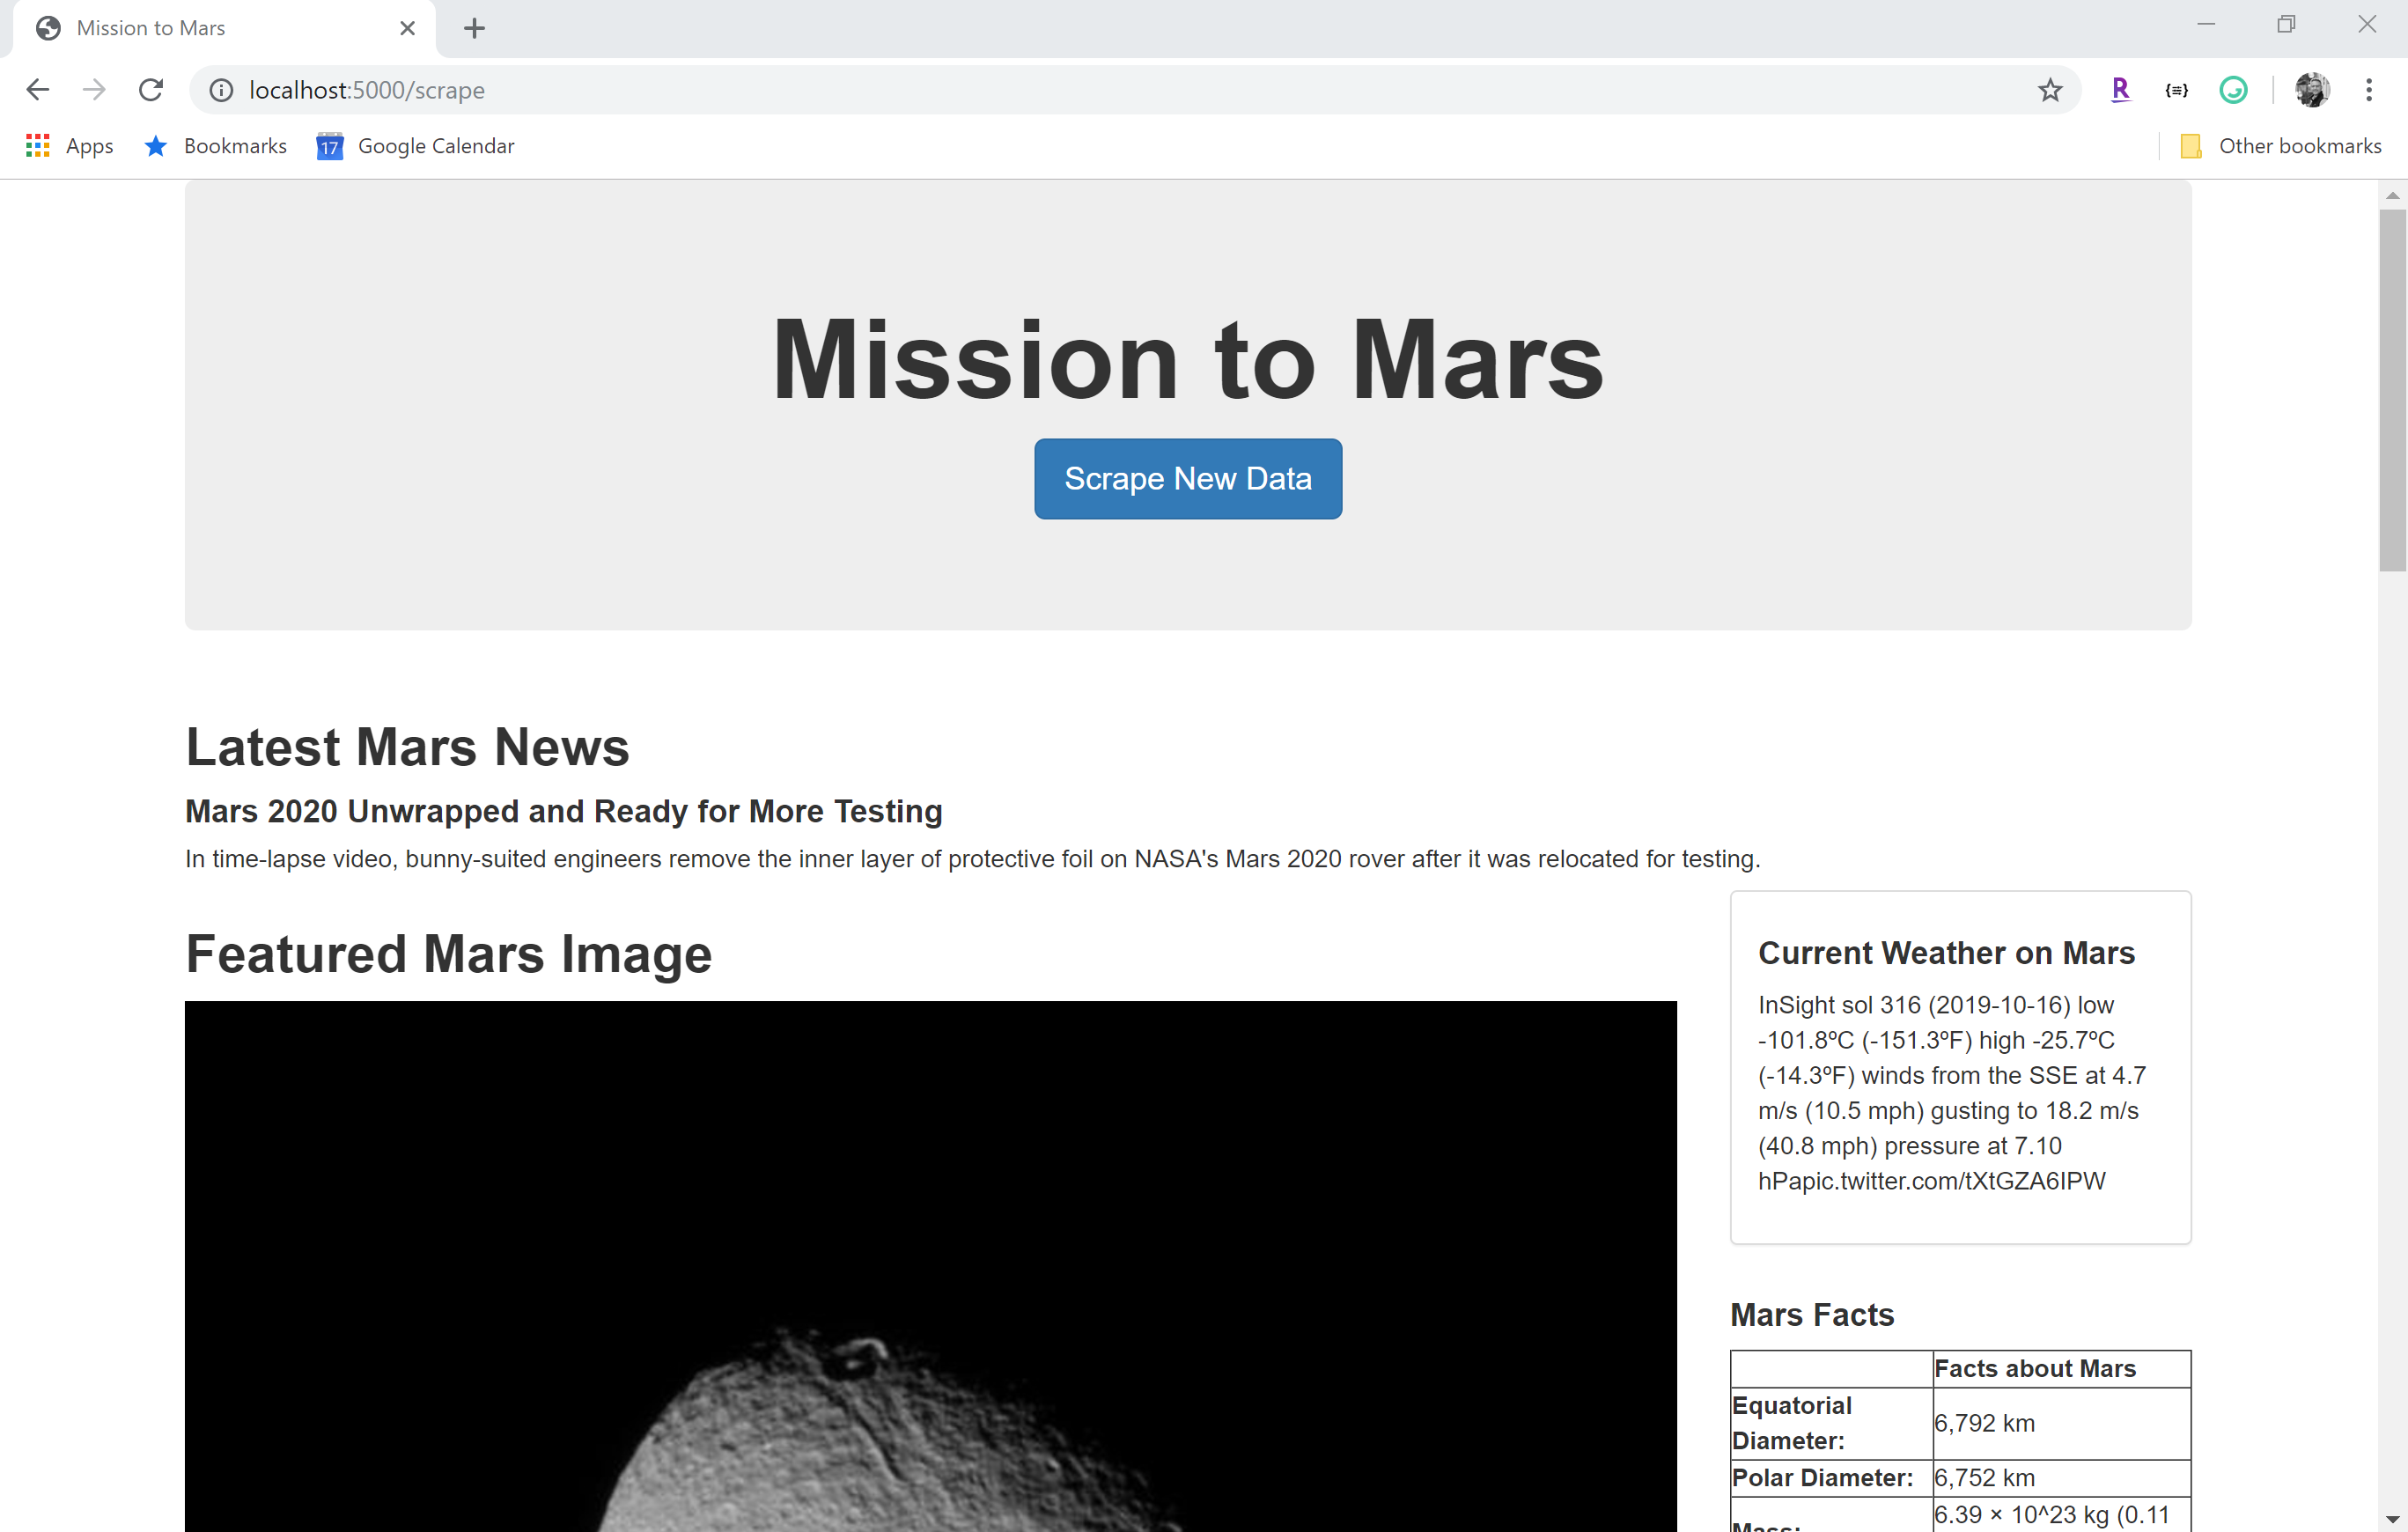 Mission to Mars
localhost:5000/scrape
R
Apps
Bookmarks
17
Google Calendar
Other bookmarks
Mission to Mars
Scrape New Data
Latest Mars News
Mars 2020 Unwrapped and Ready for More Testing
In time-lapse video, bunny-suited engineers remove the inner layer of protective foil on NASA's Mars 2020 rover after it was relocated for testing.
Featured Mars Image
Current Weather on Mars
InSight sol 316 (2019-10-16) low
-101.8ºC (-151.3ºF) high -25.7ºC
(-14.3ºF) winds from the SSE at 4.7
m/s (10.5 mph) gusting to 18.2 m/s
(40.8 mph) pressure at 7.10
hPapic.twitter.com/tXtGZA6IPW
Mars Facts
Facts about Mars
Equatorial
Diameter:
6,792 km
Polar Diameter:
6,752 km
Mass:
6.39 × 10^23 kg (0.11